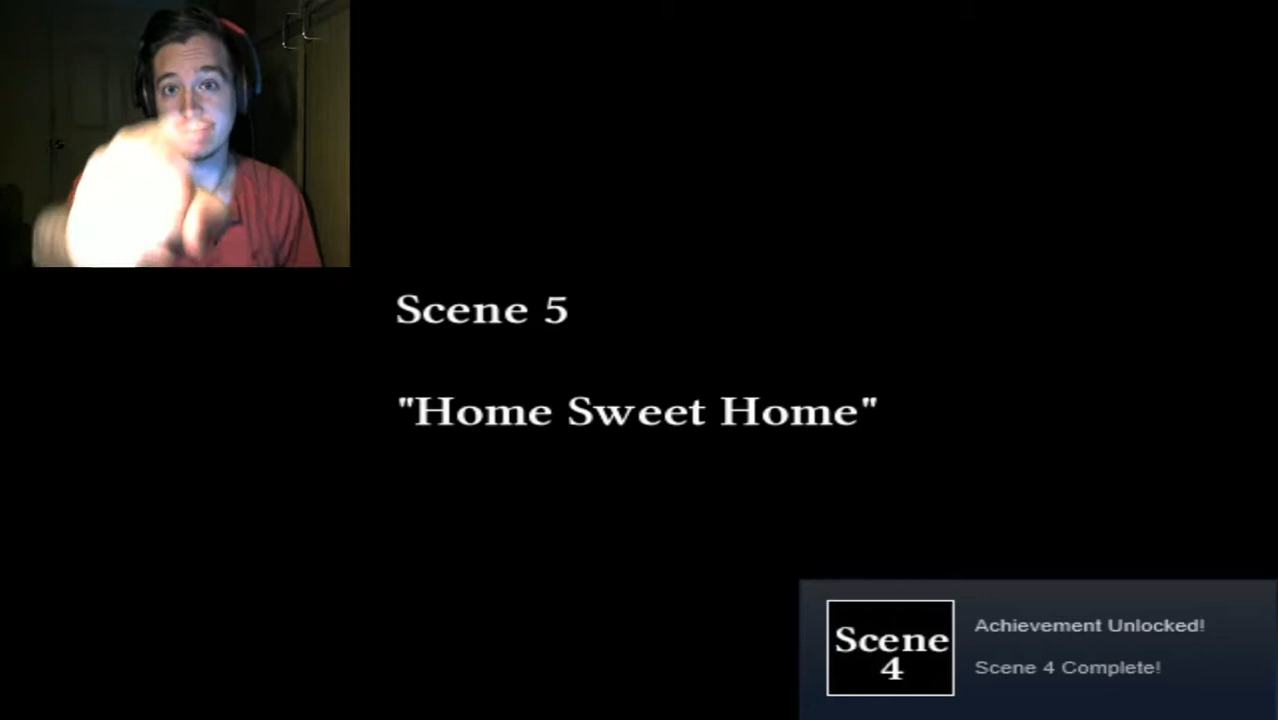 Scene 5
"Home Sweet Home"
Scene
4
Achievement Unlocked!
Scene 4 Complete!